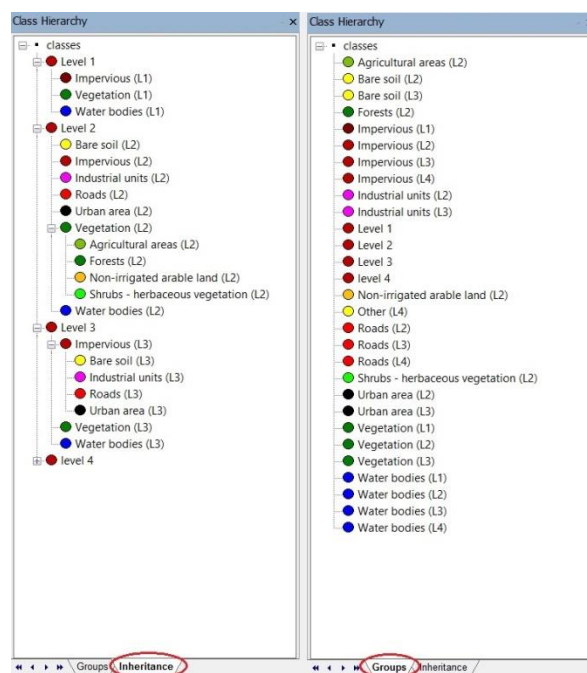 Class Hierarchy
classes
Level 1
Impervious (L1)
Vegetation (L1)
Water bodies (L1)
Level 2
Bare soil (L2)
Impervious (L2)
Industrial units (L2)
Roads (L2)
Urban area (L2)
Vegetation (L2)
Agricultural areas (L2)
Forests (L2)
Non-irrigated arable land (L2)
Shrubs - herbaceous vegetation (L2)
Water bodies (L2)
Level 3
Impervious (L3)
Bare soil (L3)
Industrial units (L3)
Roads (L3)
Urban area (L3)
Vegetation (L3)
Water bodies (L3)
level 4
Groups Inheritance
Class Hierarchy
classes
Agricultural areas (L2)
Bare soil (L2)
Bare soil (L3)
Forests (L2)
Impervious (L1)
Impervious (L2)
Impervious (L3)
Impervious (L4)
Industrial units (L2)
Industrial units (L3)
Level 1
Level 2
Level 3
level 4
Non-irrigated arable land (L2)
Other (L4)
Roads (L2)
Roads (L3)
Roads (L4)
Shrubs - herbaceous vegetation (L2)
Urban area (L2)
Urban area (L3)
Vegetation (L1)
Vegetation (L2)
Vegetation (L3)
Water bodies (L1)
Water bodies (L2)
Water bodies (L3)
Water bodies (L4)
Groups Inheritance